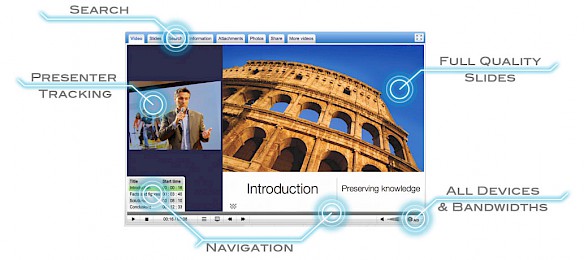 SEARCH
Video Slides Search Information Attachments Photos Share More videos
PRESENTER
TRACKING
FULL QUALITY
SLIDES
Title Start time
Introduction Preserving knowledge
ALL DEVICES
& BANDWIDTHS
NAVIGATION